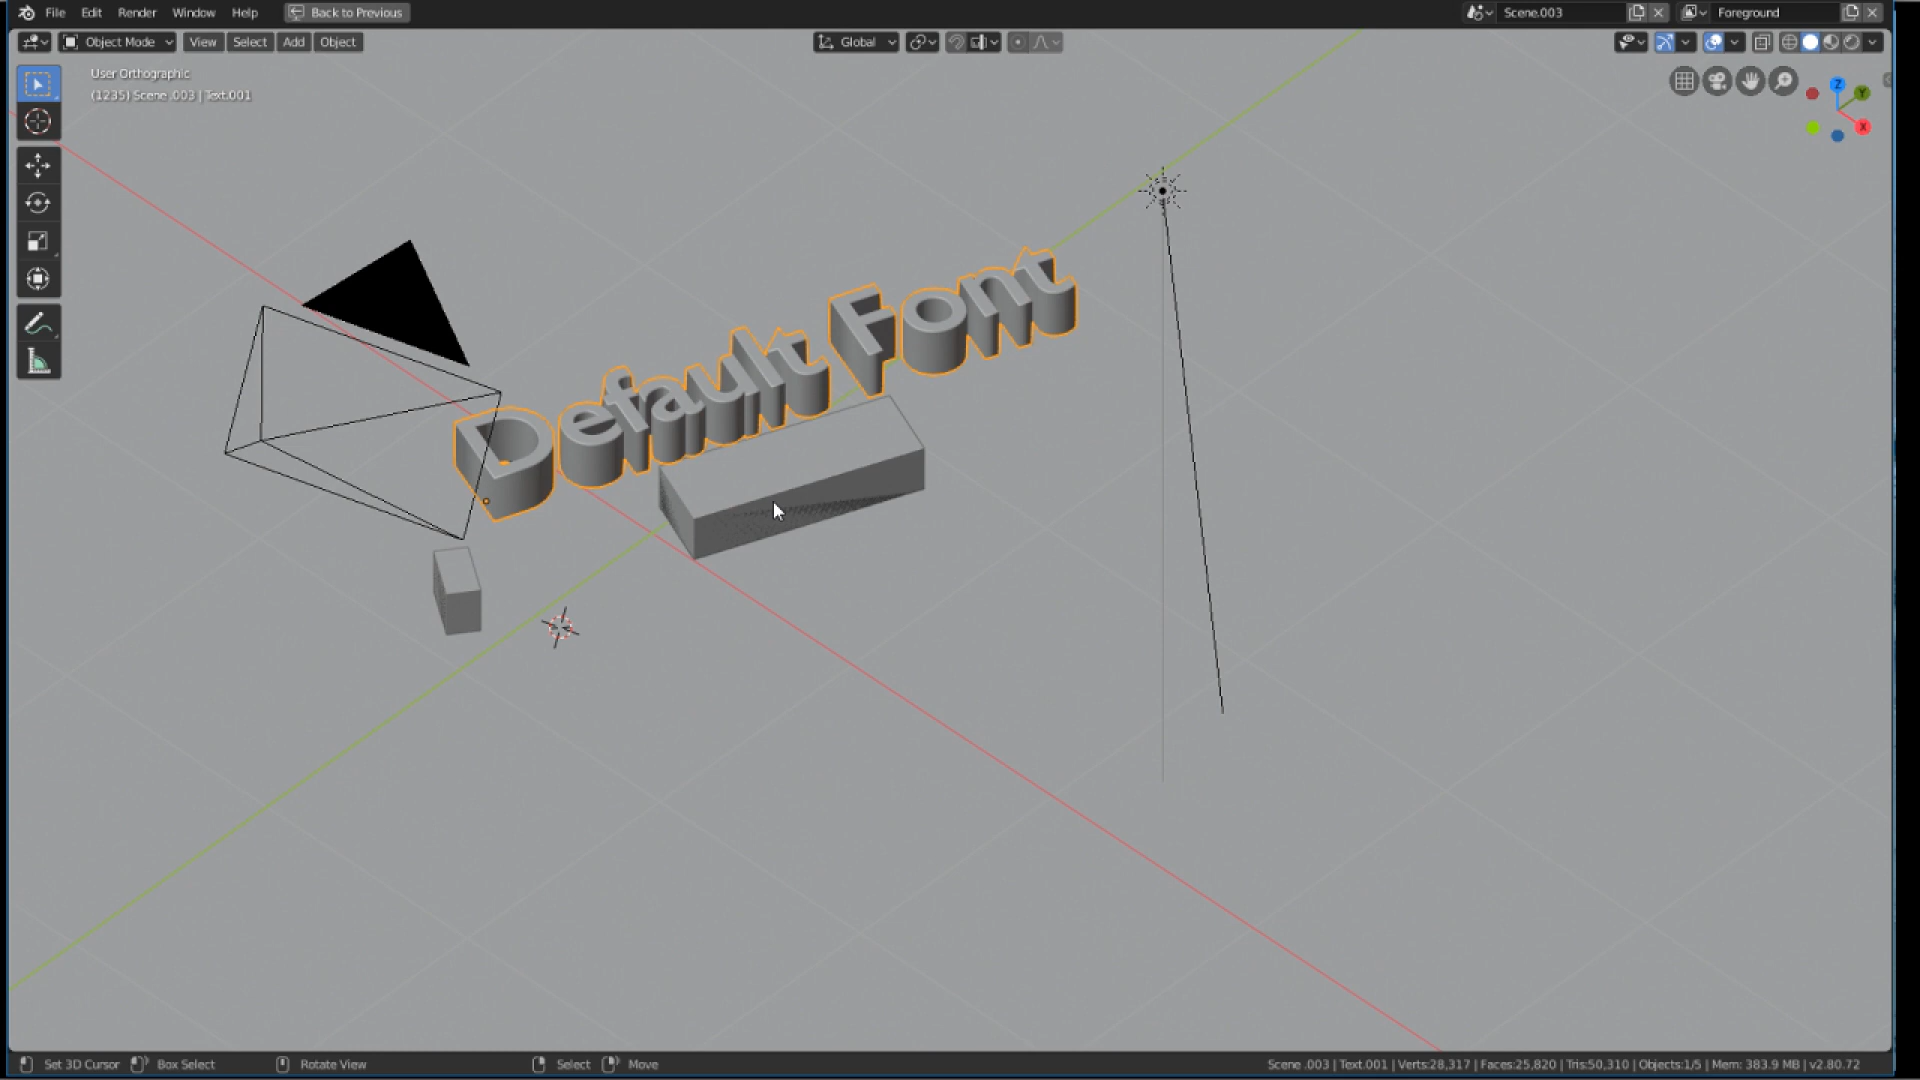 File Edit Render Window Help Back to Previous Scene.003 Foreground
Object Mode View Select Add Object Global
User Orthographic
(1235) Scene .003 | Text.001
Z
Y
X
Default Font
Set 3D Cursor Box Select Rotate View Select Move Scene .003 | Text.001 | Verts:28,317 | Faces:25,820 | Tris:50,310 | Objects:1/5 | Mem: 383.9 MB | v2.80.72